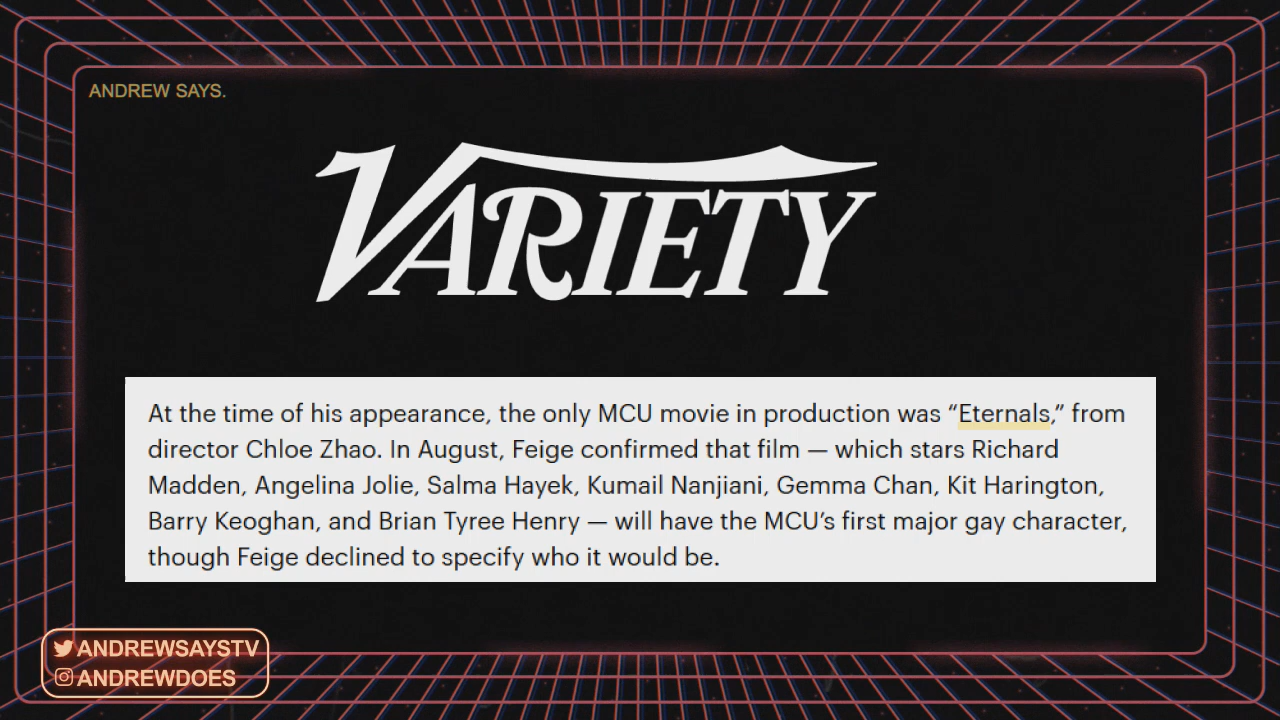 ANDREW SAYS.
VARIETY
At the time of his appearance, the only MCU movie in production was “Eternals,” from
director Chloe Zhao. In August, Feige confirmed that film — which stars Richard
Madden, Angelina Jolie, Salma Hayek, Kumail Nanjiani, Gemma Chan, Kit Harington,
Barry Keoghan, and Brian Tyree Henry — will have the MCU’s first major gay character,
though Feige declined to specify who it would be.
ANDREWSAYSTV
ANDREWDOES